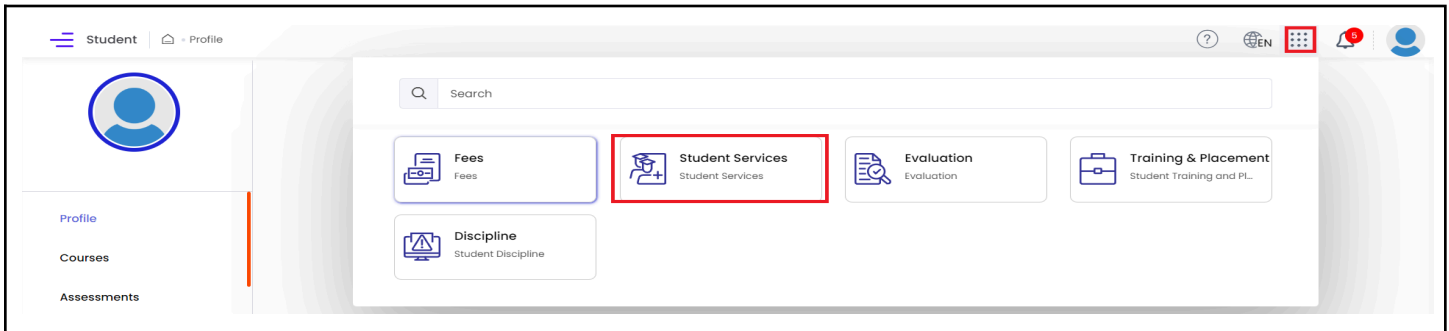 Student
- Profile
?
EN
5
Search
Fees
Fees
Student Services
Student Services
Evaluation
Evaluation
Training & Placement
Student Training and Pl...
Discipline
Student Discipline
Profile
Courses
Assessments